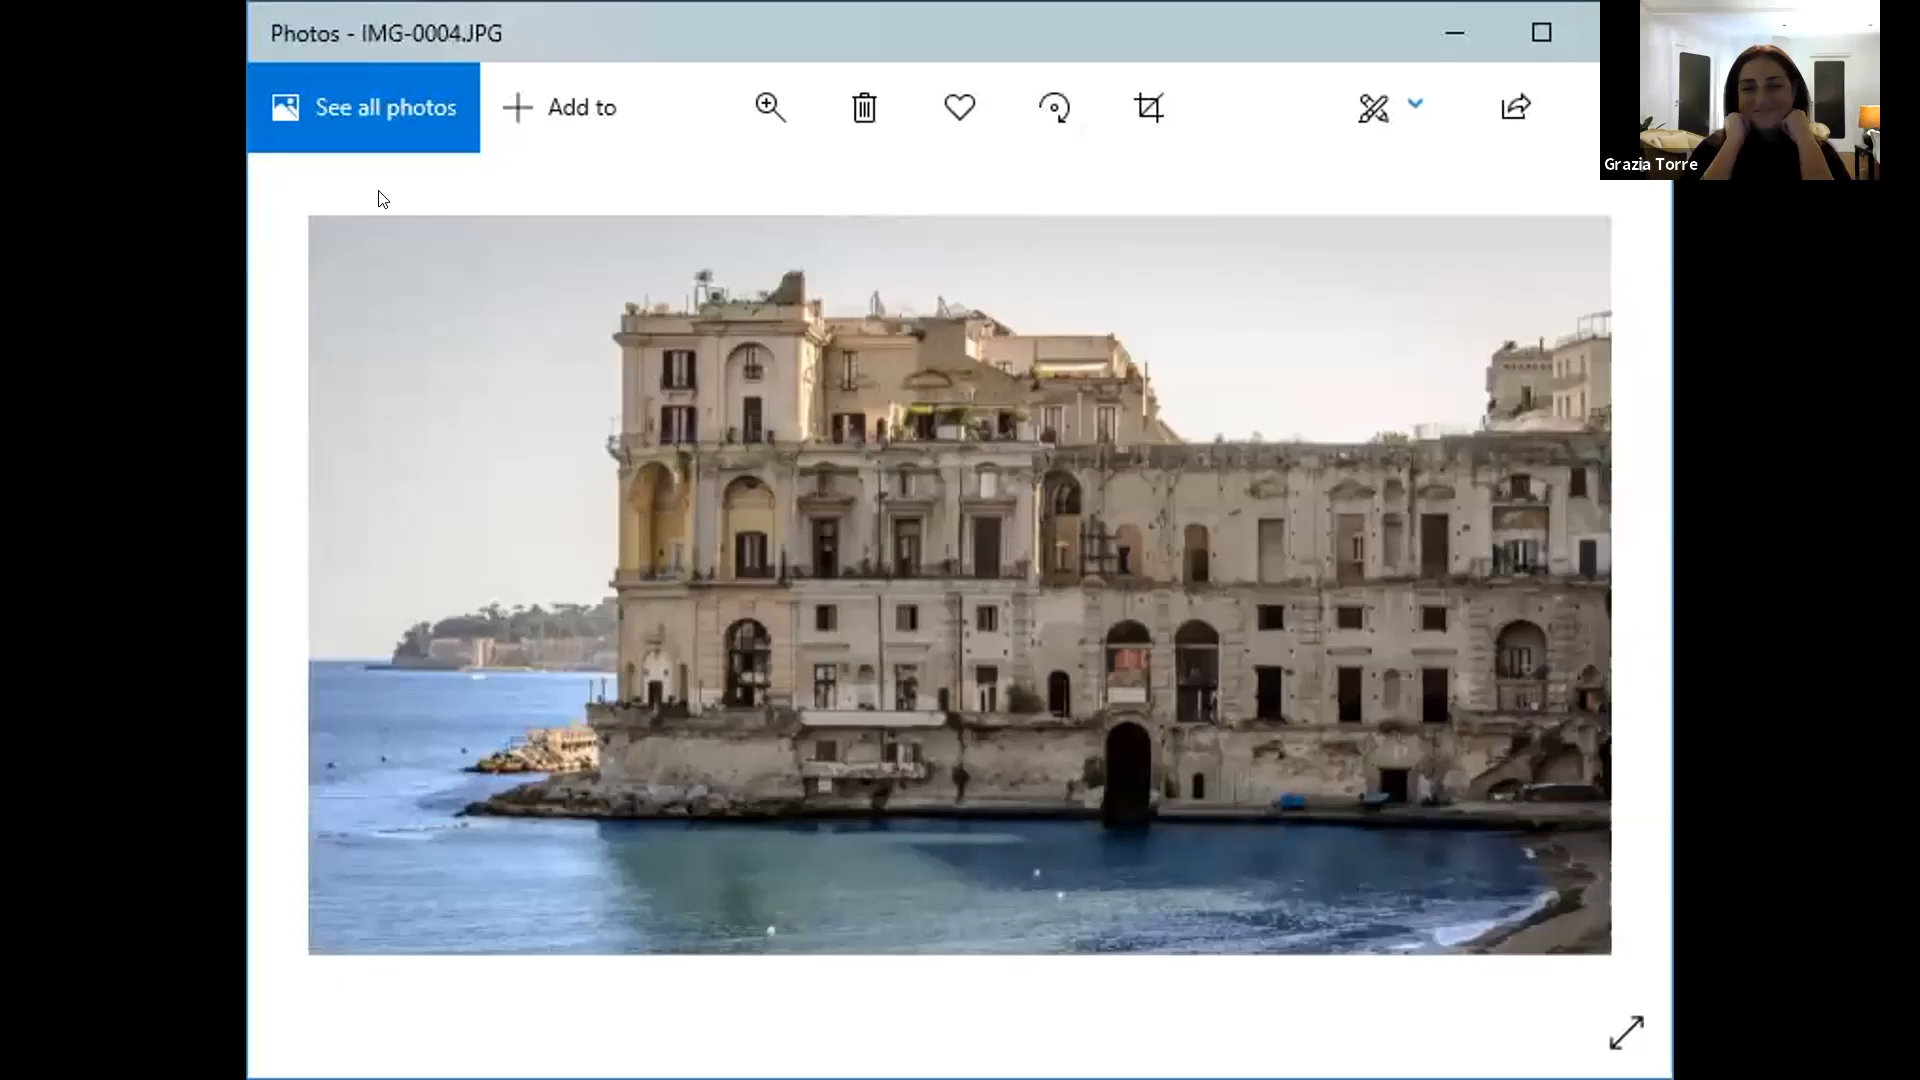 Photos - IMG-0004.JPG
See all photos
Add to
Grazia Torre